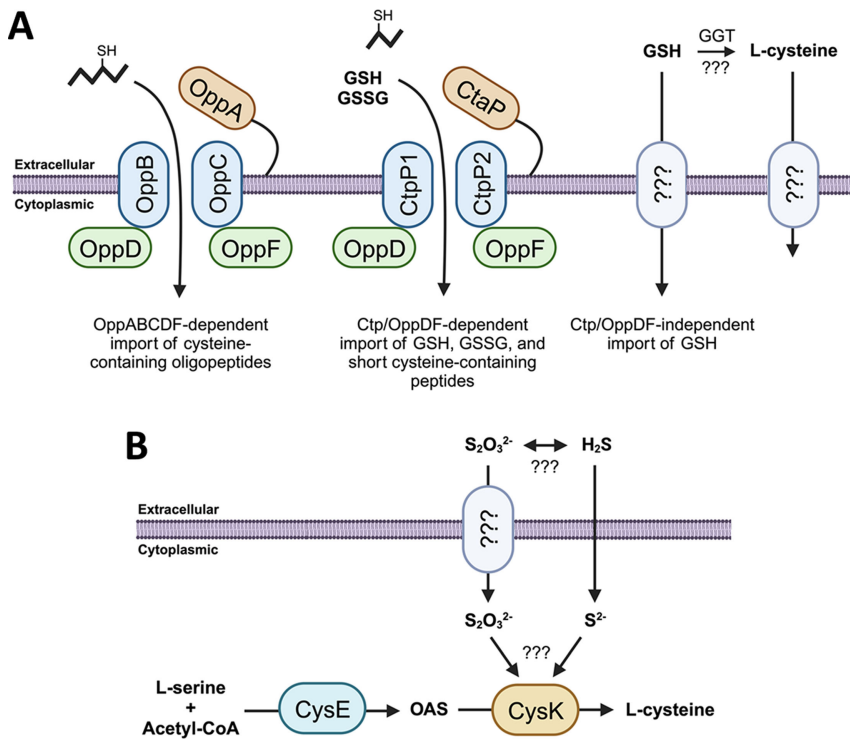 A
SH
OppA
OppB
OppC
OppD
OppF
Extracellular
Cytoplasmic
OppABCDF-dependent
import of cysteine-
containing oligopeptides
SH
GSH
GSSG
CtaP
CtpP1
CtpP2
OppD
OppF
Ctp/OppDF-dependent
import of GSH, GSSG, and
short cysteine-containing
peptides
GSH
GGT
???
L-cysteine
???
???
Ctp/OppDF-independent
import of GSH
B
S₂O₃²⁻
???
H₂S
Extracellular
Cytoplasmic
???
S₂O₃²⁻
S²⁻
???
L-serine
+
Acetyl-CoA
CysE
OAS
CysK
L-cysteine